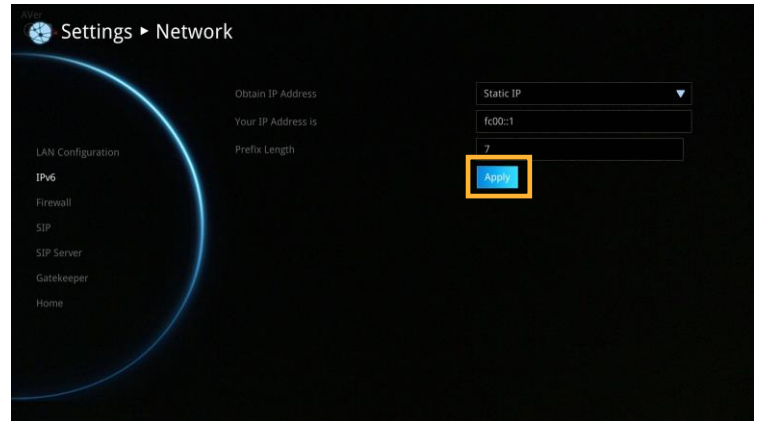 AVer
Settings ▸ Network
Obtain IP Address
Static IP
Your IP Address is
fc00::1
Prefix Length
7
Apply
LAN Configuration
IPv6
Firewall
SIP
SIP Server
Gatekeeper
Home